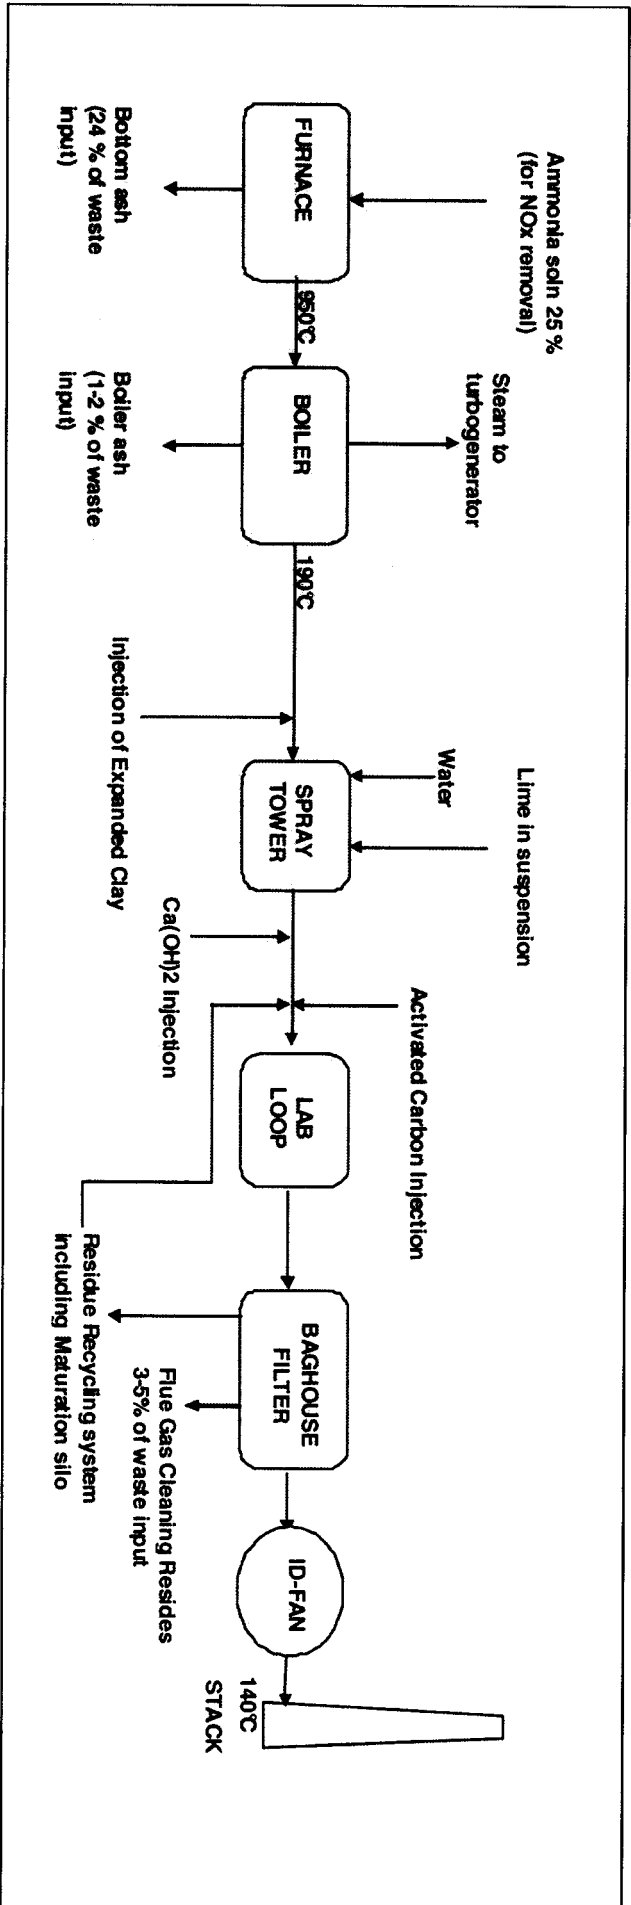 Ammonia soln 25 %
(for NOx removal)
FURNACE
Bottom ash
(24 % of waste
input)
950°C
Steam to
turbogenerator
BOILER
Boiler ash
(1-2 % of waste
input)
190°C
Injection of Expanded Clay
Water
Lime in suspension
SPRAY
TOWER
Ca(OH)2 Injection
Activated Carbon Injection
LAB
LOOP
Residue Recycling system
including Maturation silo
BAGHOUSE
FILTER
Flue Gas Cleaning Resides
3-5% of waste input
ID-FAN
140°C
STACK